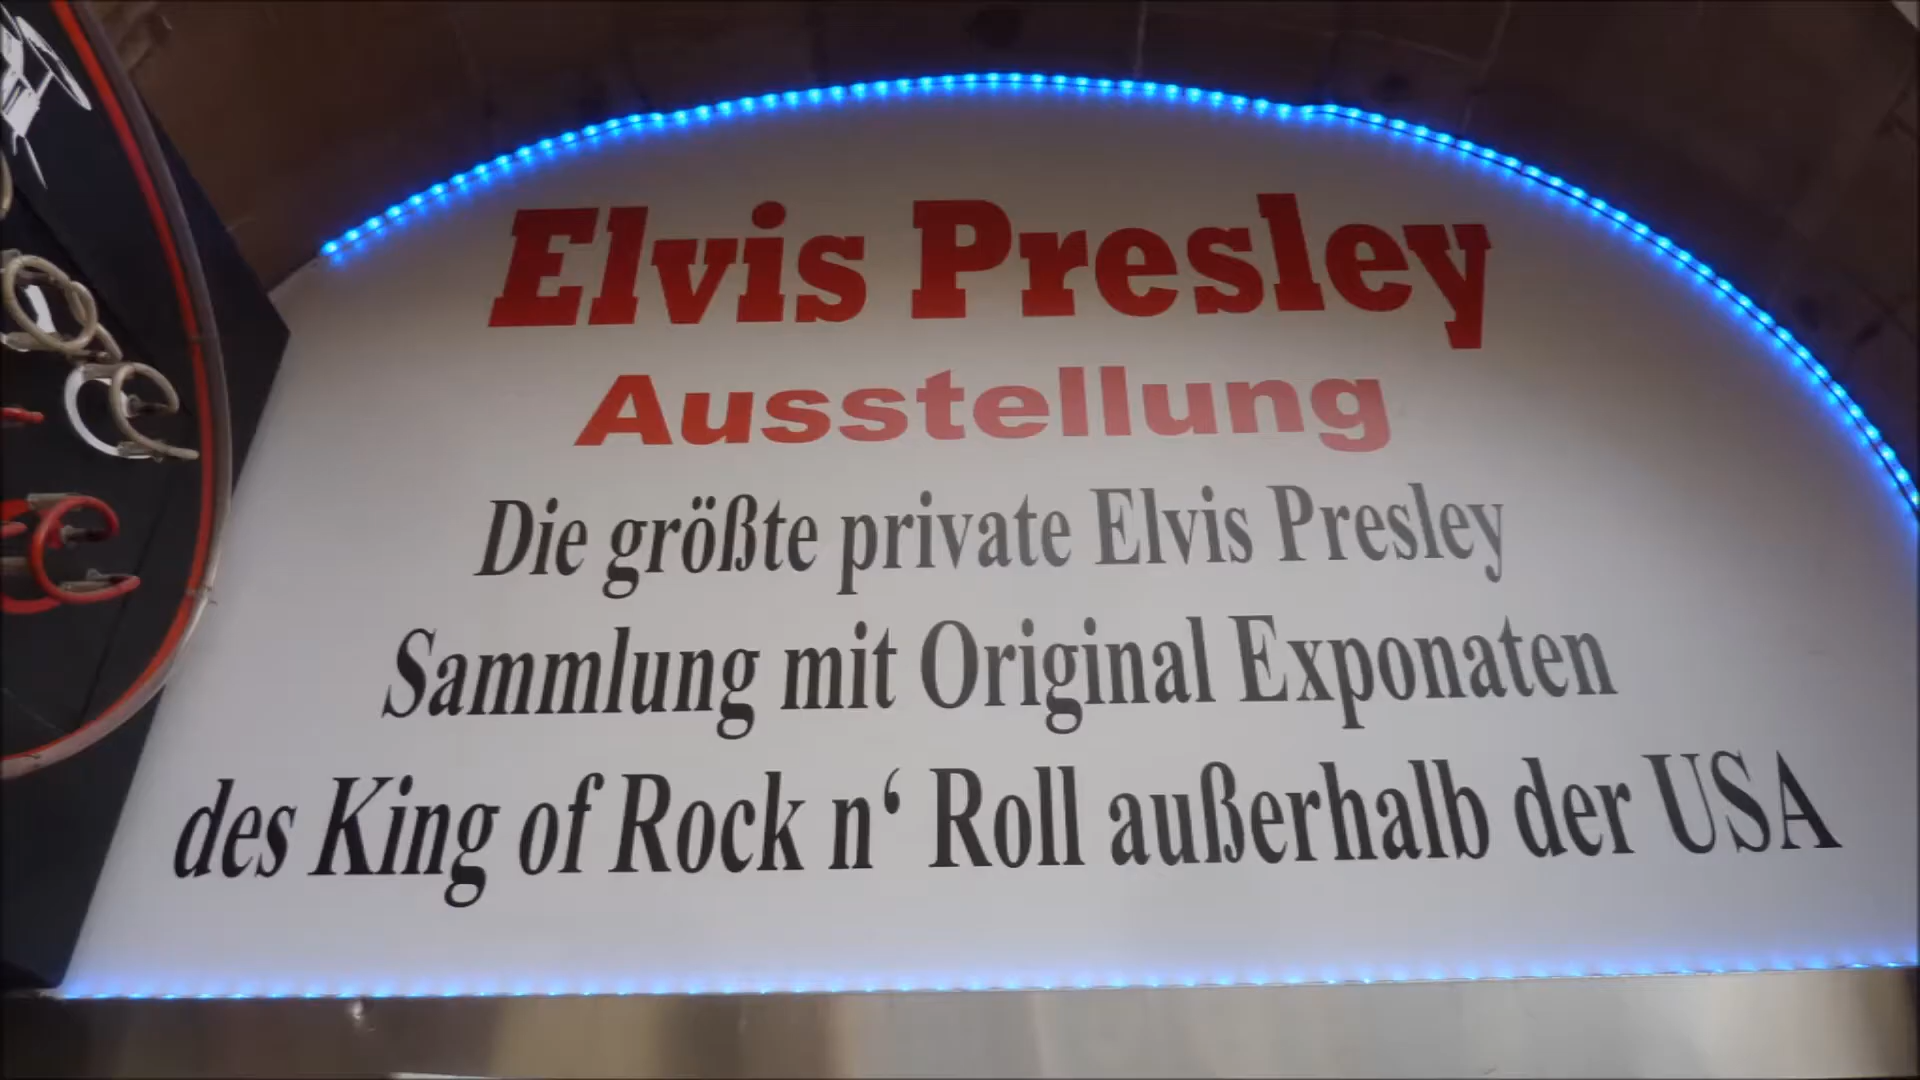 Elvis Presley
Ausstellung
Die größte private Elvis Presley
Sammlung mit Original Exponaten
des King of Rock n‘ Roll außerhalb der USA